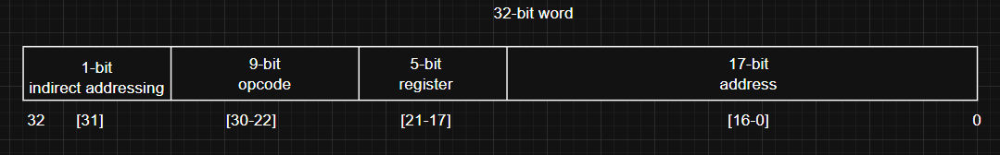 32-bit word
1-bit
indirect addressing
9-bit
opcode
5-bit
register
17-bit
address
32 [31] [30-22] [21-17] [16-0] 0